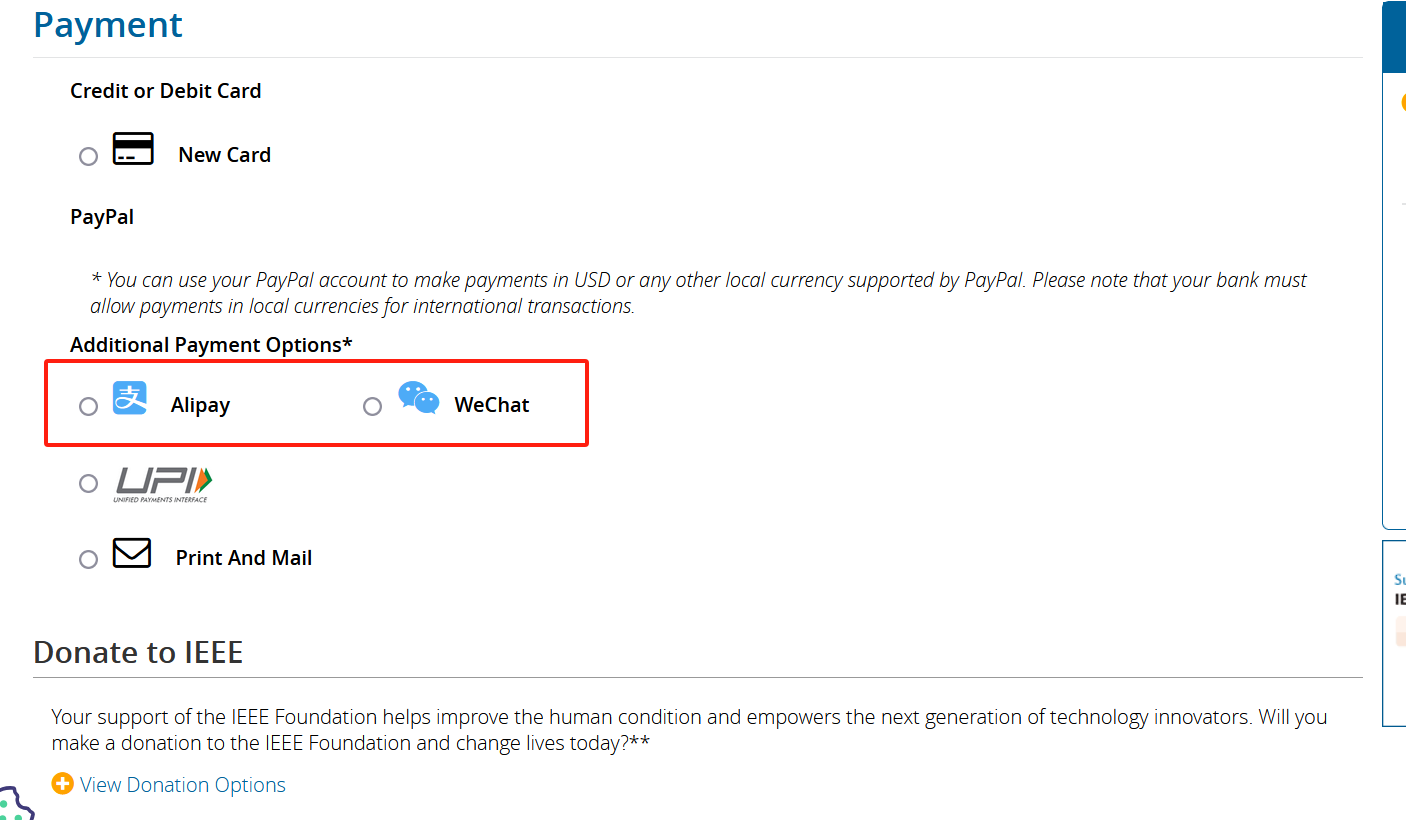 Payment
Credit or Debit Card
New Card
PayPal
* You can use your PayPal account to make payments in USD or any other local currency supported by PayPal. Please note that your bank must
allow payments in local currencies for international transactions.
Additional Payment Options*
支 Alipay WeChat
UPI
UNIFIED PAYMENTS INTERFACE
Print And Mail
Donate to IEEE
Your support of the IEEE Foundation helps improve the human condition and empowers the next generation of technology innovators. Will you
make a donation to the IEEE Foundation and change lives today?**
View Donation Options